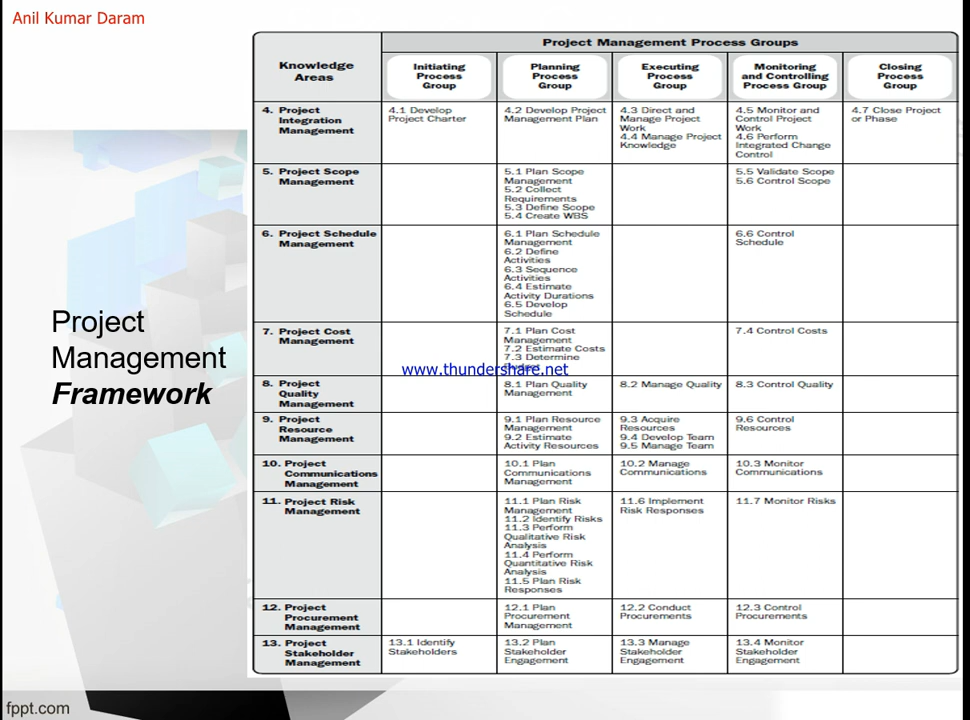 Anil Kumar Daram
Project
Management
Framework
Project Management Process Groups
Knowledge
Areas
Initiating
Process
Group
Planning
Process
Group
Executing
Process
Group
Monitoring
and Controlling
Process Group
Closing
Process
Group
4. Project
Integration
Management
4.1 Develop
Project Charter
4.2 Develop Project
Management Plan
4.3 Direct and
Manage Project
Work
4.4 Manage Project
Knowledge
4.5 Monitor and
Control Project
Work
4.6 Perform
Integrated Change
Control
4.7 Close Project
or Phase
5. Project Scope
Management
5.1 Plan Scope
Management
5.2 Collect
Requirements
5.3 Define Scope
5.4 Create WBS
5.5 Validate Scope
5.6 Control Scope
6. Project Schedule
Management
6.1 Plan Schedule
Management
6.2 Define
Activities
6.3 Sequence
Activities
6.4 Estimate
Activity Durations
6.5 Develop
Schedule
6.6 Control
Schedule
7. Project Cost
Management
7.1 Plan Cost
Management
7.2 Estimate Costs
7.3 Determine
www.thundershare.net
7.4 Control Costs
8. Project
Quality
Management
8.1 Plan Quality
Management
8.2 Manage Quality
8.3 Control Quality
9. Project
Resource
Management
9.1 Plan Resource
Management
9.2 Estimate
Activity Resources
9.3 Acquire
Resources
9.4 Develop Team
9.5 Manage Team
9.6 Control
Resources
10. Project
Communications
Management
10.1 Plan
Communications
Management
10.2 Manage
Communications
10.3 Monitor
Communications
11. Project Risk
Management
11.1 Plan Risk
Management
11.2 Identify Risks
11.3 Perform
Qualitative Risk
Analysis
11.4 Perform
Quantitative Risk
Analysis
11.5 Plan Risk
Responses
11.6 Implement
Risk Responses
11.7 Monitor Risks
12. Project
Procurement
Management
12.1 Plan
Procurement
Management
12.2 Conduct
Procurements
12.3 Control
Procurements
13. Project
Stakeholder
Management
13.1 Identify
Stakeholders
13.2 Plan
Stakeholder
Engagement
13.3 Manage
Stakeholder
Engagement
13.4 Monitor
Stakeholder
Engagement
fppt.com